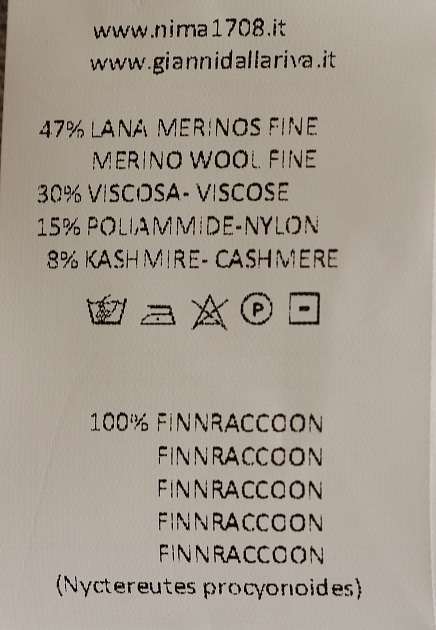 www.nima1708.it
www.giannidallariva.it
47% LANA MERINOS FINE
MERINO WOOL FINE
30% VISCOSA- VISCOSE
15% POLIAMMIDE-NYLON
8% KASHMIRE- CASHMERE
P
100% FINNRACCOON
FINNRACCOON
FINNRACCOON
FINNRACCOON
FINNRACCOON
(Nyctereutes procyonoides)